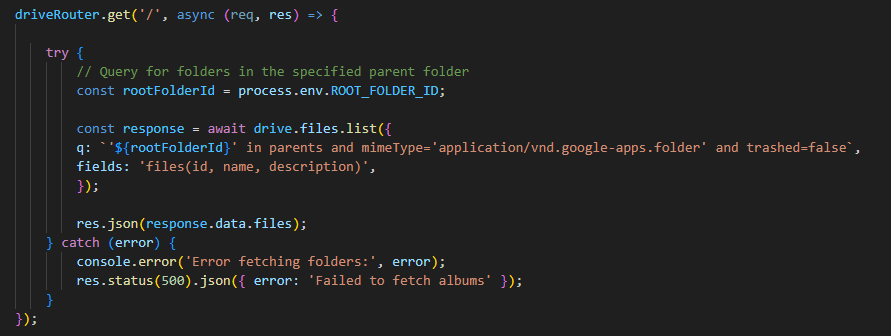 driveRouter.get('/', async (req, res) => {
try {
// Query for folders in the specified parent folder
const rootFolderId = process.env.ROOT_FOLDER_ID;
const response = await drive.files.list({
q: `'${rootFolderId}' in parents and mimeType='application/vnd.google-apps.folder' and trashed=false`,
fields: 'files(id, name, description)',
});
res.json(response.data.files);
} catch (error) {
console.error('Error fetching folders:', error);
res.status(500).json({ error: 'Failed to fetch albums' });
}
});